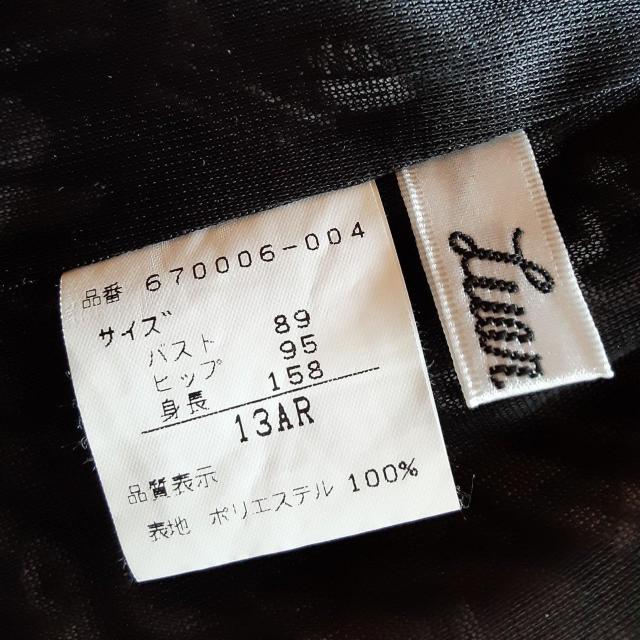 品番 670006-004
サイズ
バスト 89
ヒップ 95
身長 158
13AR
品質表示
表地 ポリエステル 100%